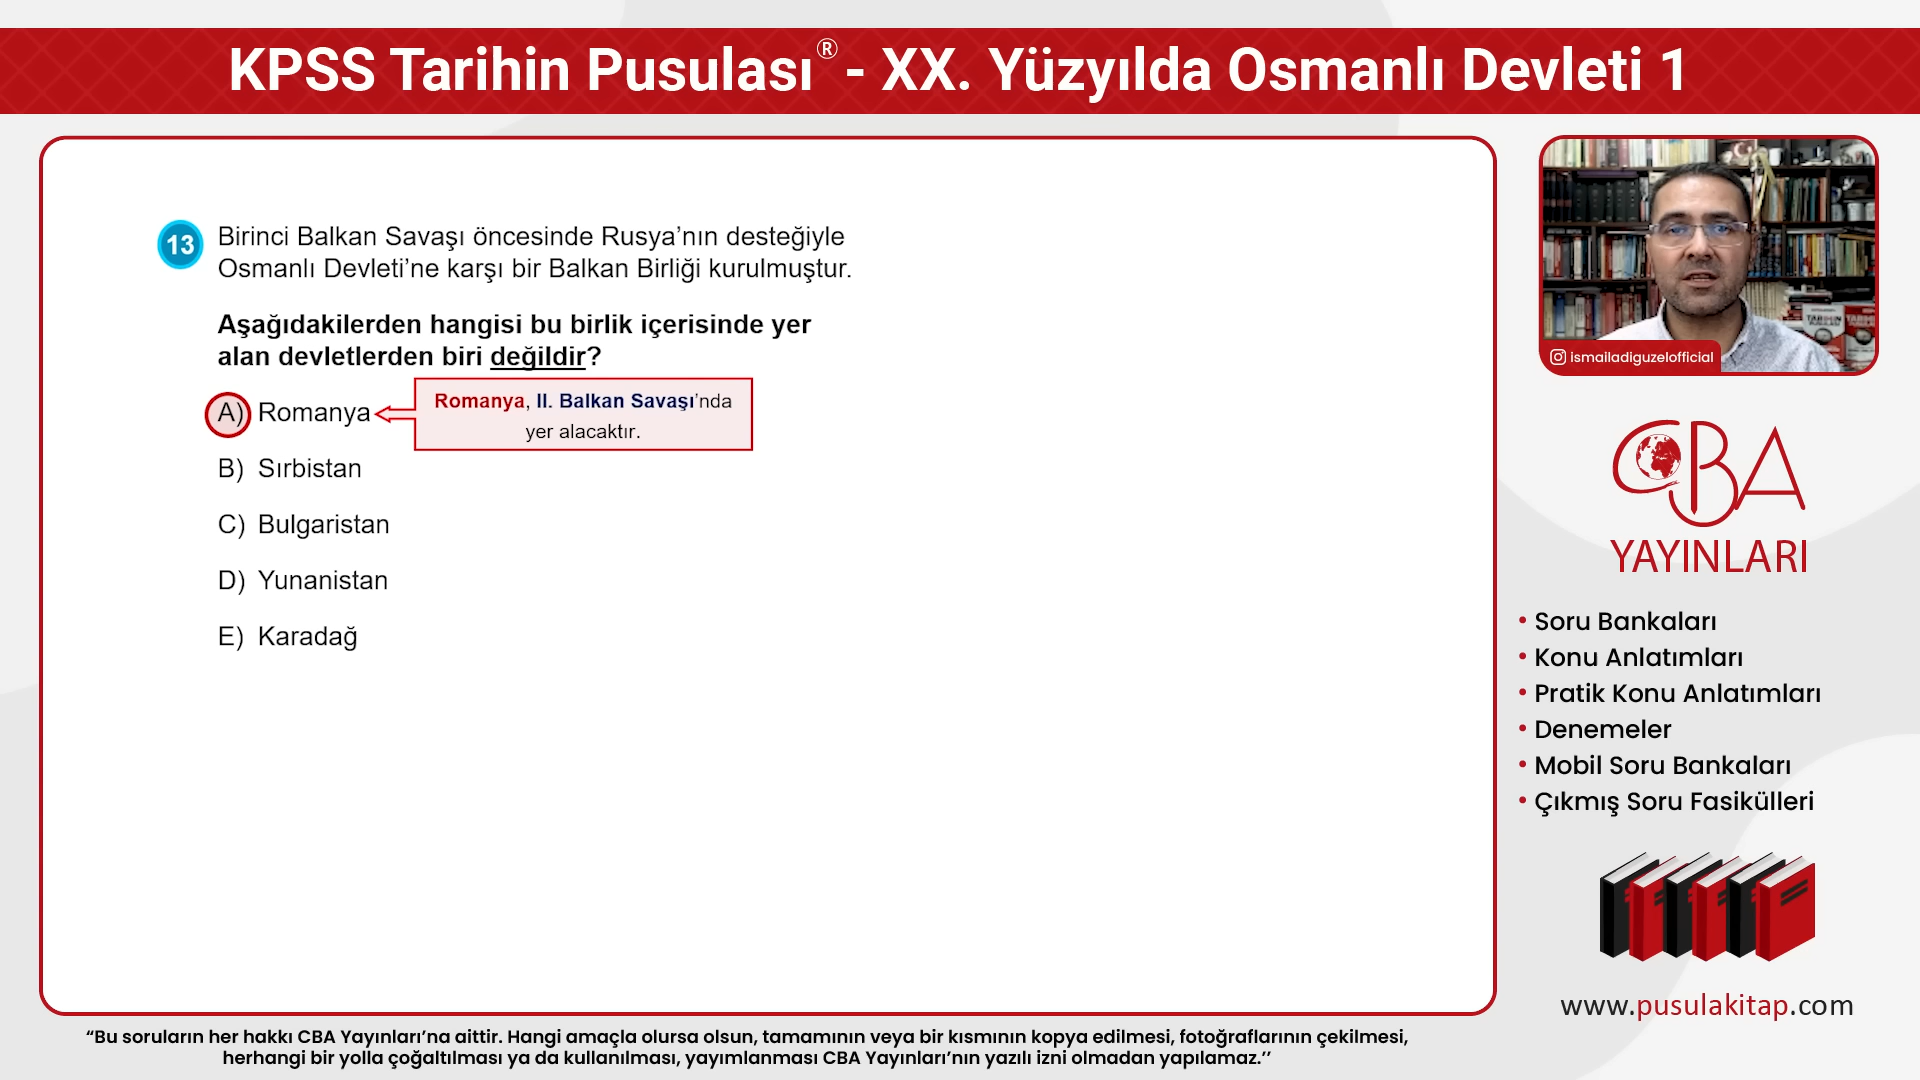 KPSS Tarihin Pusulası® - XX. Yüzyılda Osmanlı Devleti 1
13 Birinci Balkan Savaşı öncesinde Rusya’nın desteğiyle
Osmanlı Devleti’ne karşı bir Balkan Birliği kurulmuştur.
Aşağıdakilerden hangisi bu birlik içerisinde yer
alan devletlerden biri değildir?
A) Romanya
Romanya, II. Balkan Savaşı’nda
yer alacaktır.
B) Sırbistan
C) Bulgaristan
D) Yunanistan
E) Karadağ
ismailadiguzelofficial
CBA
YAYINLARI
• Soru Bankaları
• Konu Anlatımları
• Pratik Konu Anlatımları
• Denemeler
• Mobil Soru Bankaları
• Çıkmış Soru Fasikülleri
www.pusulakitap.com
“Bu soruların her hakkı CBA Yayınları’na aittir. Hangi amaçla olursa olsun, tamamının veya bir kısmının kopya edilmesi, fotoğraflarının çekilmesi,
herhangi bir yolla çoğaltılması ya da kullanılması, yayımlanması CBA Yayınları’nın yazılı izni olmadan yapılamaz.’’